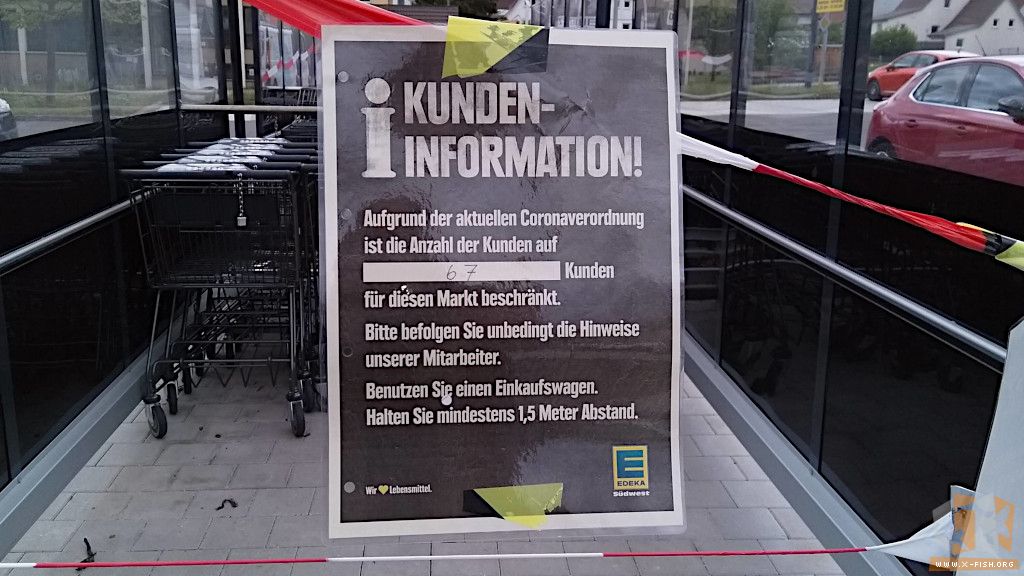 i KUNDEN-
INFORMATION!
Aufgrund der aktuellen Coronaverordnung
ist die Anzahl der Kunden auf
67 Kunden
für diesen Markt beschränkt.
Bitte befolgen Sie unbedingt die Hinweise
unserer Mitarbeiter.
Benutzen Sie einen Einkaufswagen.
Halten Sie mindestens 1,5 Meter Abstand.
E
EDEKA
Südwest
Wir Lebensmittel.
WWW.X-FISH.ORG